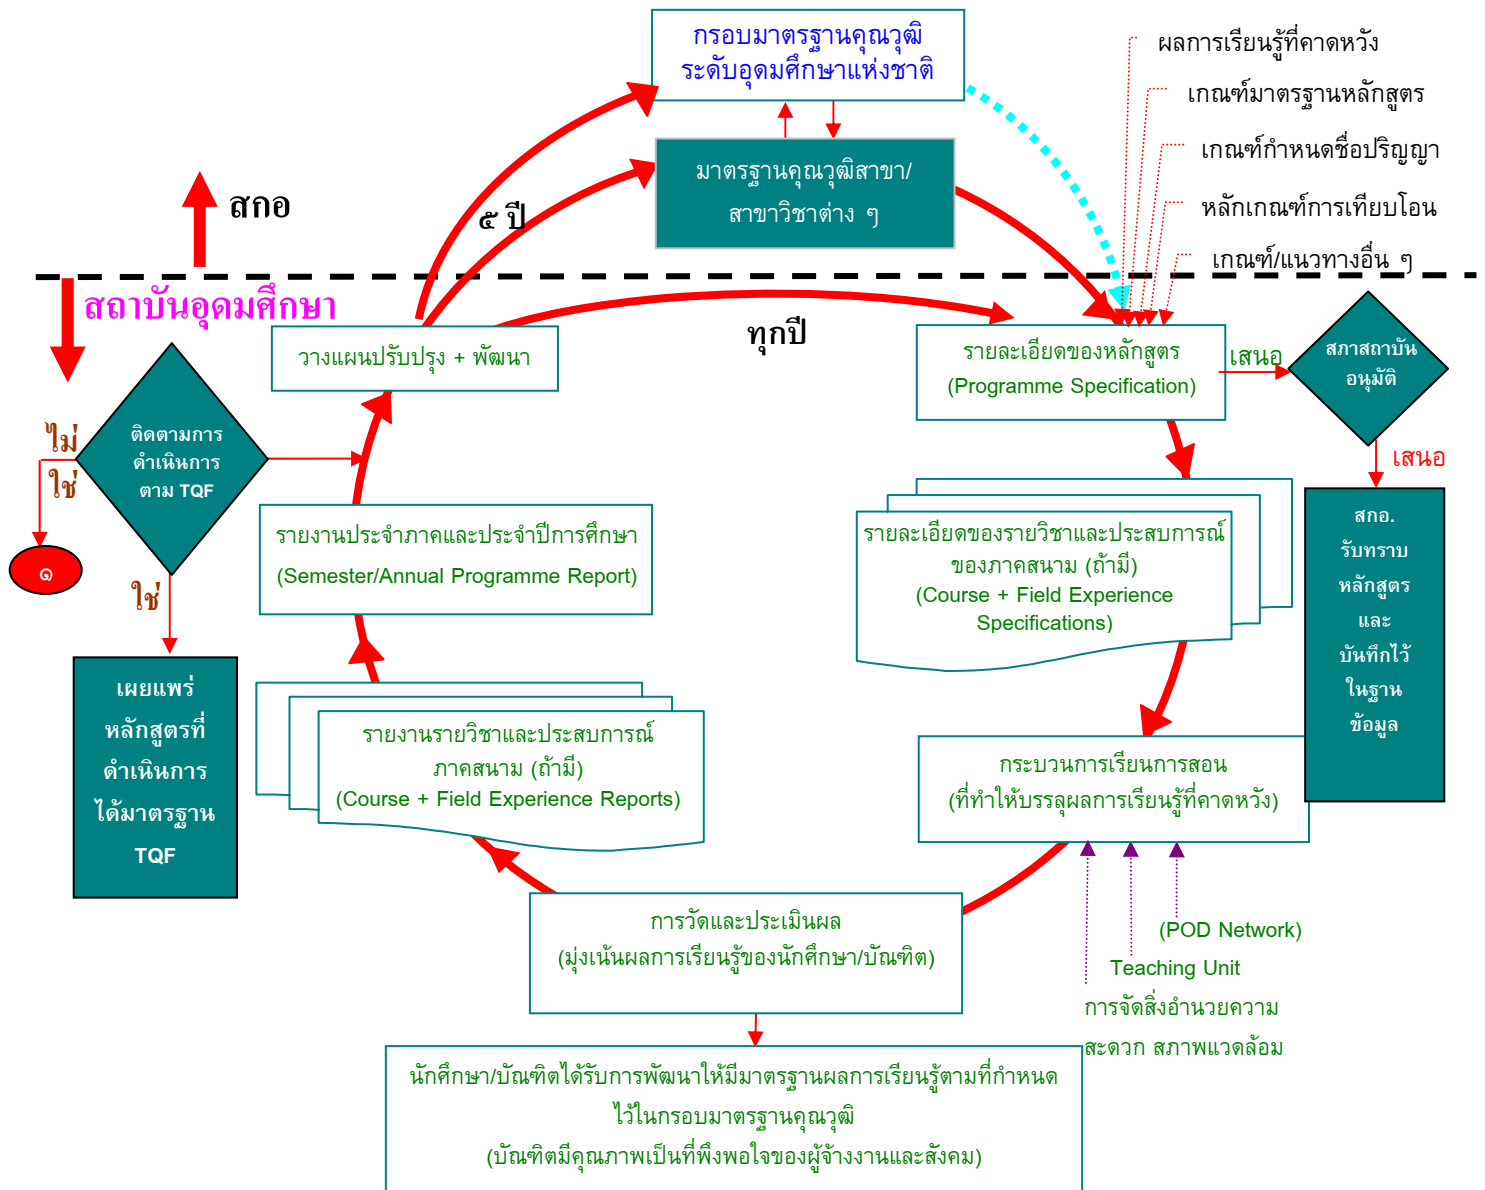 กรอบมาตรฐานคุณวุฒิ
ระดับอุดมศึกษาแห่งชาติ
ผลการเรียนรู้ที่คาดหวัง
เกณฑ์มาตรฐานหลักสูตร
เกณฑ์กำหนดชื่อปริญญา
หลักเกณฑ์การเทียบโอน
เกณฑ์/แนวทางอื่น ๆ
มาตรฐานคุณวุฒิสาขา/
สาขาวิชาต่าง ๆ
สกอ
๕ ปี
สถาบันอุดมศึกษา
ทุกปี
วางแผนปรับปรุง + พัฒนา
รายละเอียดของหลักสูตร
(Programme Specification)
เสนอ
สภาสถาบัน
อนุมัติ
เสนอ
ติดตามการ
ดำเนินการ
ตาม TQF
ไม่
ใช่
๑
ใช่
รายงานประจำภาคและประจำปีการศึกษา
(Semester/Annual Programme Report)
รายละเอียดของรายวิชาและประสบการณ์
ของภาคสนาม (ถ้ามี)
(Course + Field Experience
Specifications)
สกอ.
รับทราบ
หลักสูตร
และ
บันทึกไว้
ในฐาน
ข้อมูล
เผยแพร่
หลักสูตรที่
ดำเนินการ
ได้มาตรฐาน
TQF
รายงานรายวิชาและประสบการณ์
ภาคสนาม (ถ้ามี)
(Course + Field Experience Reports)
กระบวนการเรียนการสอน
(ที่ทำให้บรรลุผลการเรียนรู้ที่คาดหวัง)
การวัดและประเมินผล
(มุ่งเน้นผลการเรียนรู้ของนักศึกษา/บัณฑิต)
(POD Network)
Teaching Unit
การจัดสิ่งอำนวยความ
สะดวก สภาพแวดล้อม
นักศึกษา/บัณฑิตได้รับการพัฒนาให้มีมาตรฐานผลการเรียนรู้ตามที่กำหนด
ไว้ในกรอบมาตรฐานคุณวุฒิ
(บัณฑิตมีคุณภาพเป็นที่พึงพอใจของผู้จ้างงานและสังคม)